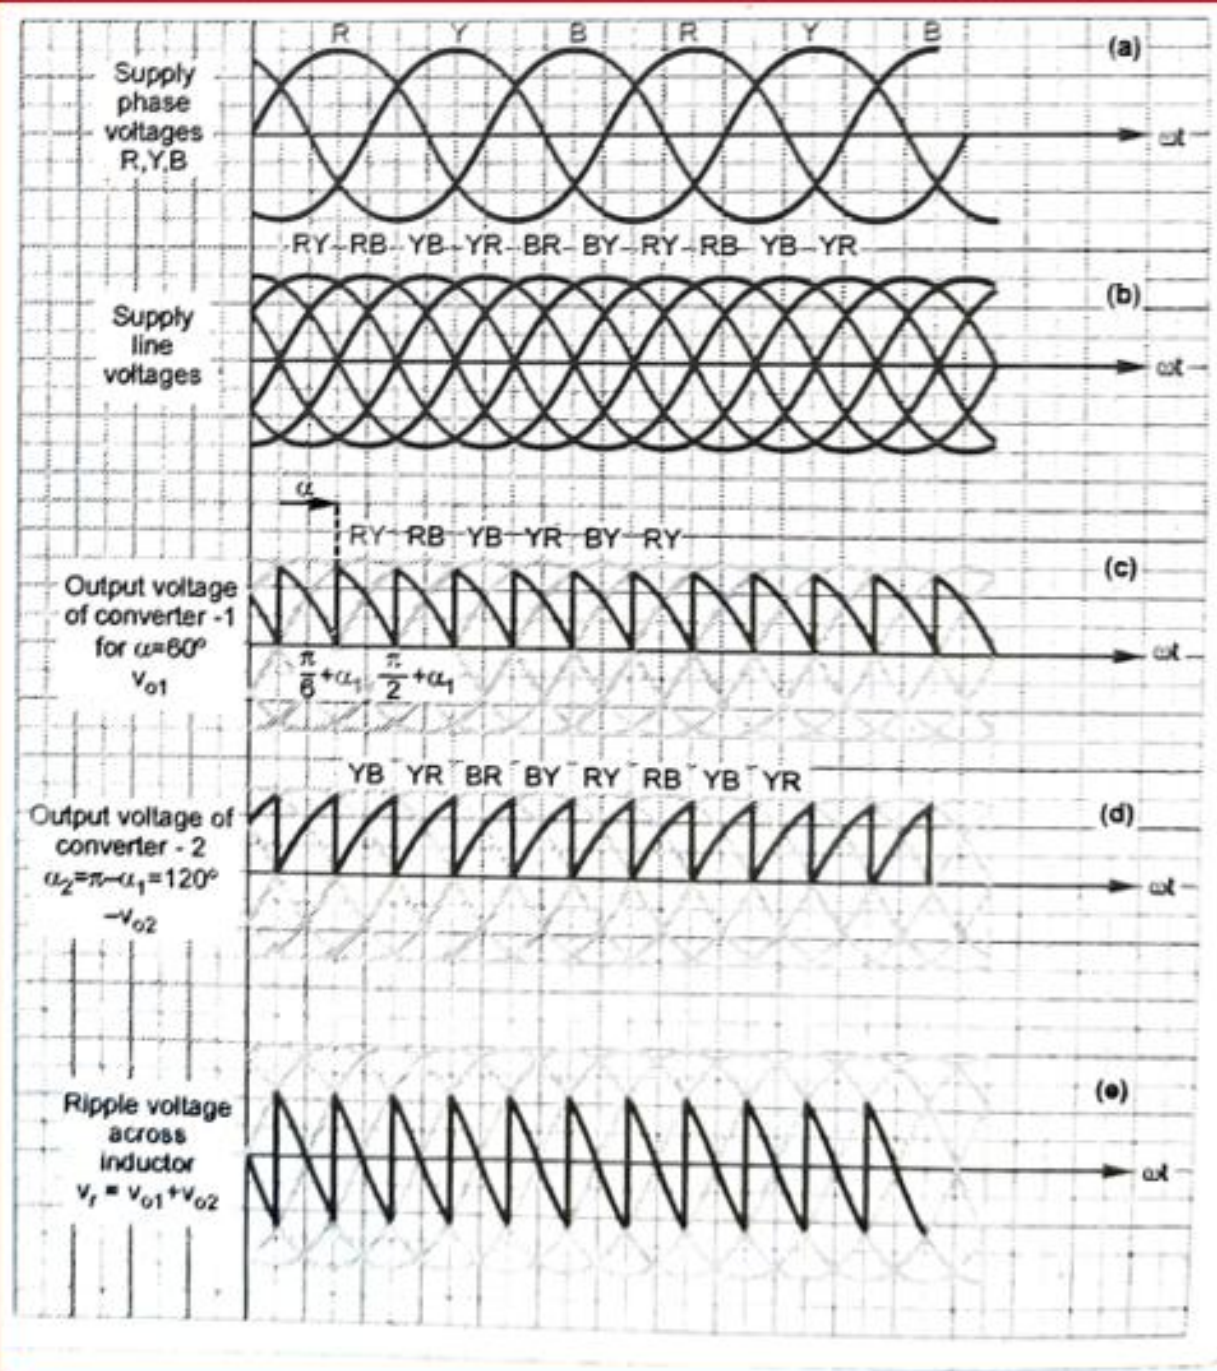 R Y B R Y B
(a)
Supply
phase
voltages
R,Y,B
ωt
RY RB YB YR BR BY RY RB YB YR
(b)
Supply
line
voltages
ωt
α
RY RB YB YR BY RY
(c)
Output voltage
of converter -1
for α=60°
vo1
ωt
π/6+α1 π/2+α1
YB YR BR BY RY RB YB YR
(d)
Output voltage of
converter - 2
α2=π-α1=120°
-vo2
ωt
(e)
Ripple voltage
across
inductor
vr = vo1+vo2
ωt